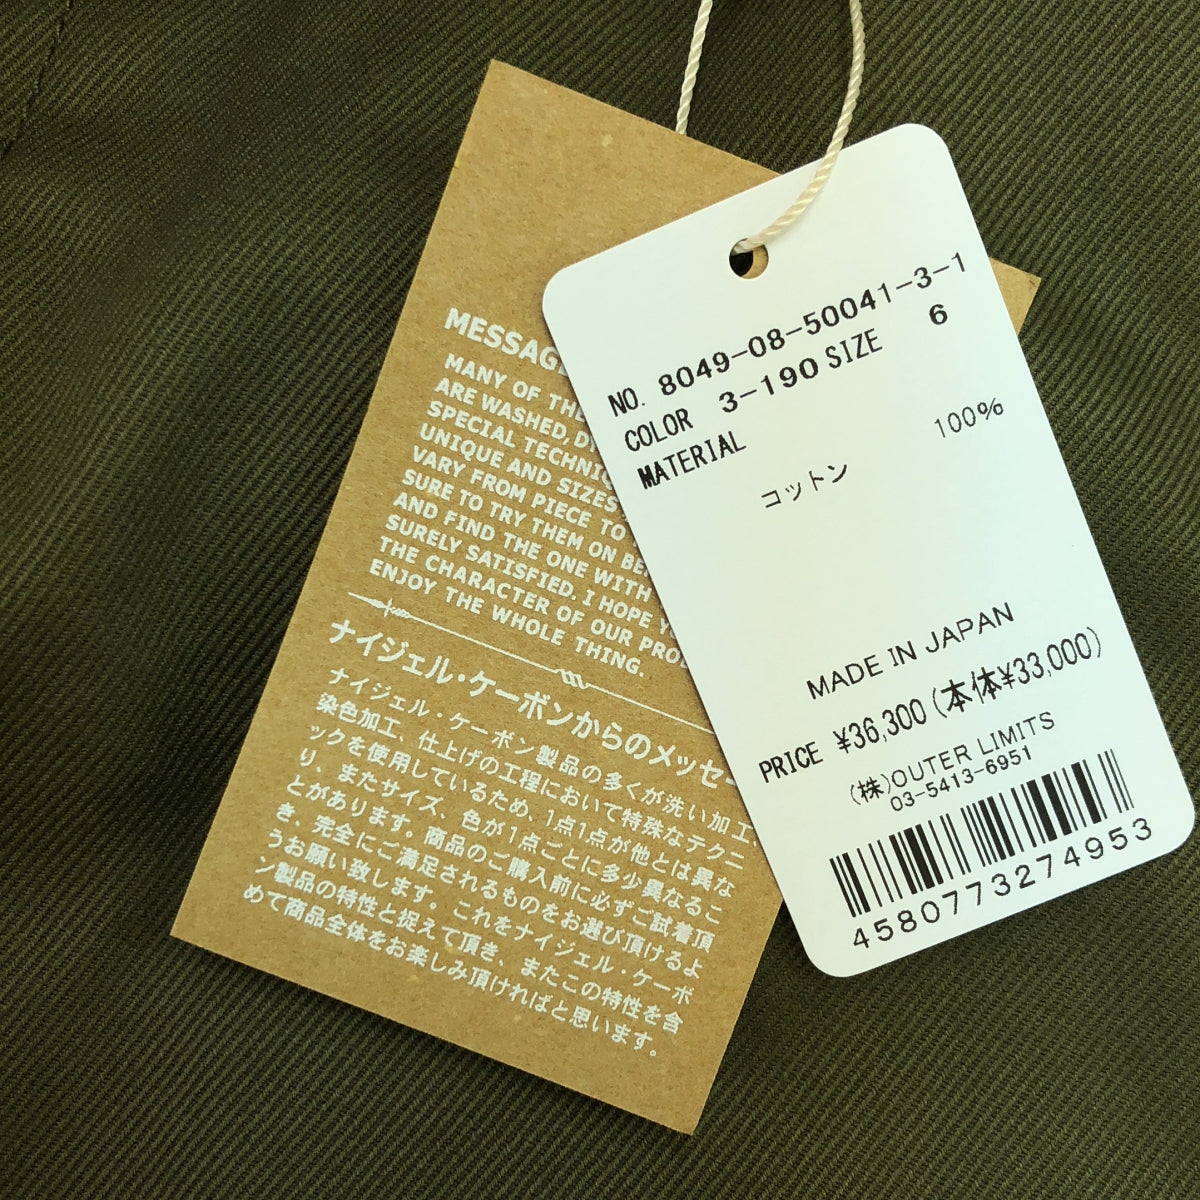 MESSAGE
MANY OF THE
ARE WASHED,
SPECIAL
UNIQUE AND SIZES
VARY FROM PIECE TO
SURE TO TRY THEM ON
AND FIND THE ONE WITH
SURELY SATISFIED. I HOPE
THE CHARACTER OF OUR
ENJOY THE WHOLE THING.
ナイジェル・ケーボンからのメッセ
ナイジェル・ケーボン製品の多くが洗い加工、
染色加工、仕上げの工程において特殊なテクニ
ックを使用しているため、1点1点が他とは異な
り、またサイズ、色が1点ごとに多少異なるこ
とがあります。商品のご購入前に必ずご試着頂
き、完全にご満足されるものをお選び頂けるよ
うお願い致します。これをナイジェル・ケーボ
ン製品の特性と捉えて頂き、またこの特性を含
めて商品全体をお楽しみ頂ければと思います。
NO. 8049-08-50041-3-1
COLOR 3-190 SIZE 6
MATERIAL
コットン 100%
MADE IN JAPAN
PRICE ¥36,300 (本体¥33,000)
(株)OUTER LIMITS
03-5413-6951
4580773274953